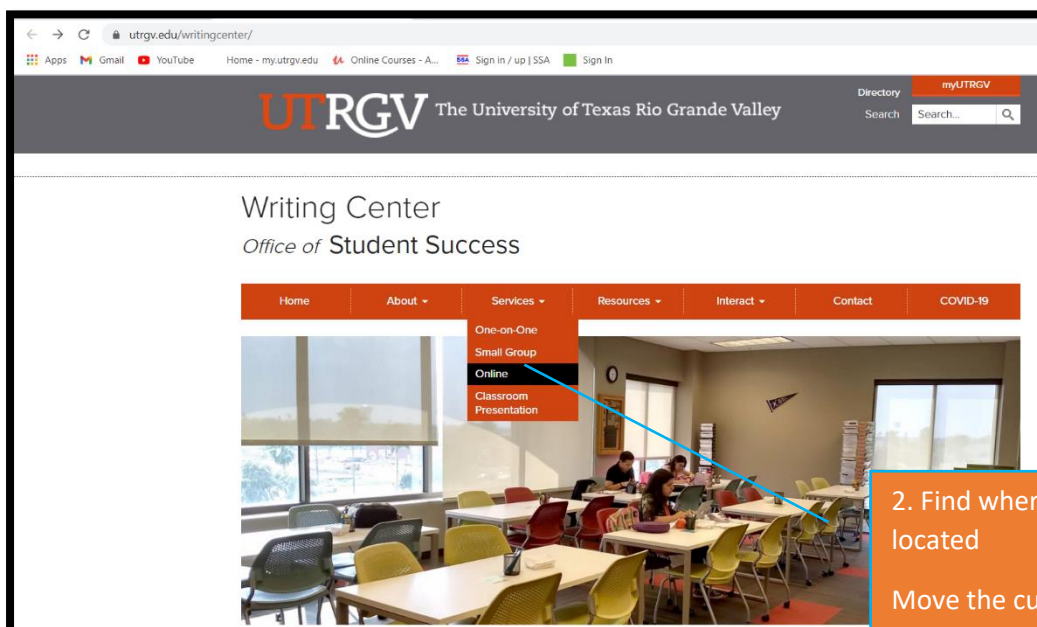 utrgv.edu/writingcenter/
Apps Gmail YouTube Home - my.utrgv.edu Online Courses - A... SSA Sign in / up | SSA Sign In
UTRGV The University of Texas Rio Grande Valley
Directory myUTRGV
Search Search...
Writing Center
Office of Student Success
Home About Services Resources Interact Contact COVID-19
One-on-One
Small Group
Online
Classroom
Presentation
2. Find wher
located
Move the cu